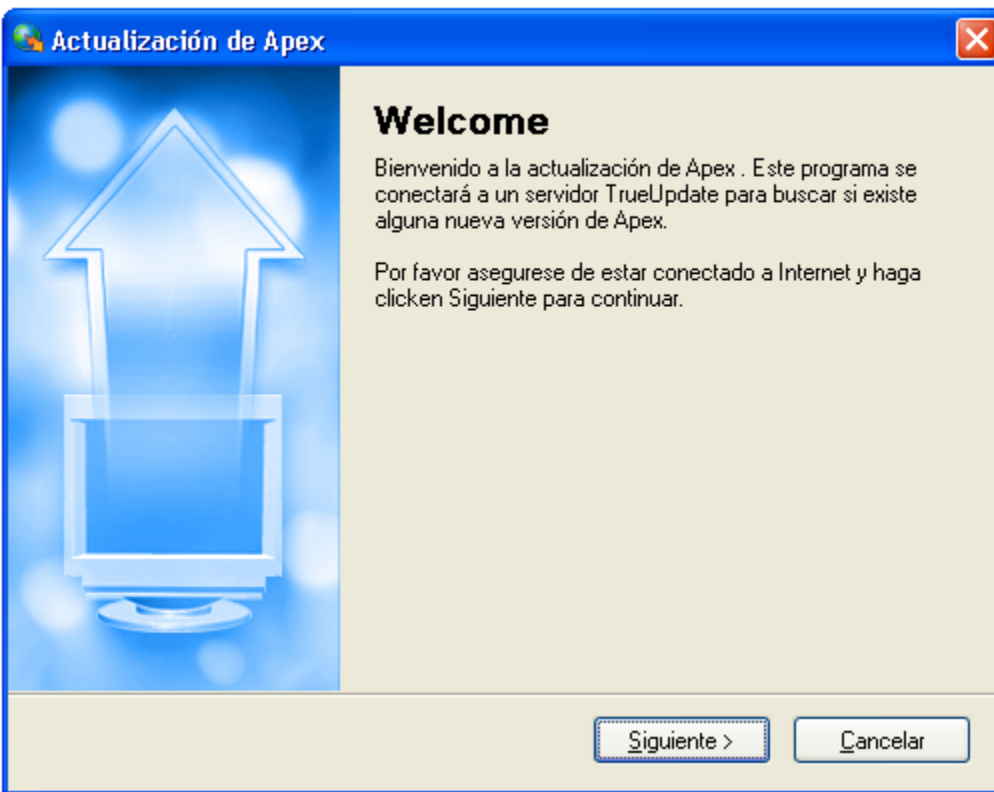 Actualización de Apex
Welcome
Bienvenido a la actualización de Apex . Este programa se
conectará a un servidor TrueUpdate para buscar si existe
alguna nueva versión de Apex.
Por favor asegurese de estar conectado a Internet y haga
clicken Siguiente para continuar.
Siguiente >
Cancelar